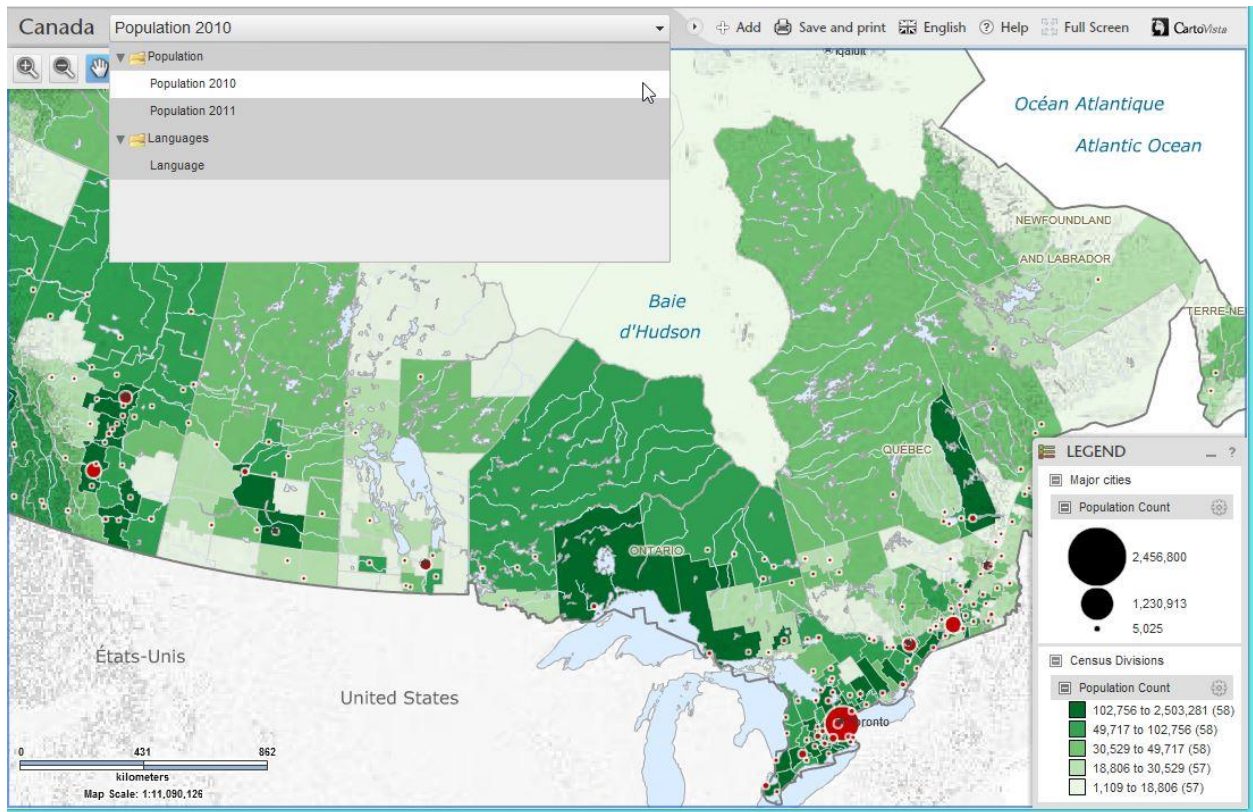 Canada
Population 2010
Add
Save and print
English
? Help
Full Screen
CartoVista
Population
Population 2010
Population 2011
Languages
Language
Océan Atlantique
Atlantic Ocean
NEWFOUNDLAND
AND LABRADOR
TERRE-NE
Baie
d'Hudson
QUÉBEC
ONTARIO
Toronto
États-Unis
United States
0 431 862
kilometers
Map Scale: 1:11,090,126
LEGEND
_ ?
Major cities
Population Count
2,456,800
1,230,913
5,025
Census Divisions
Population Count
102,756 to 2,503,281 (58)
49,717 to 102,756 (58)
30,529 to 49,717 (58)
18,806 to 30,529 (57)
1,109 to 18,806 (57)